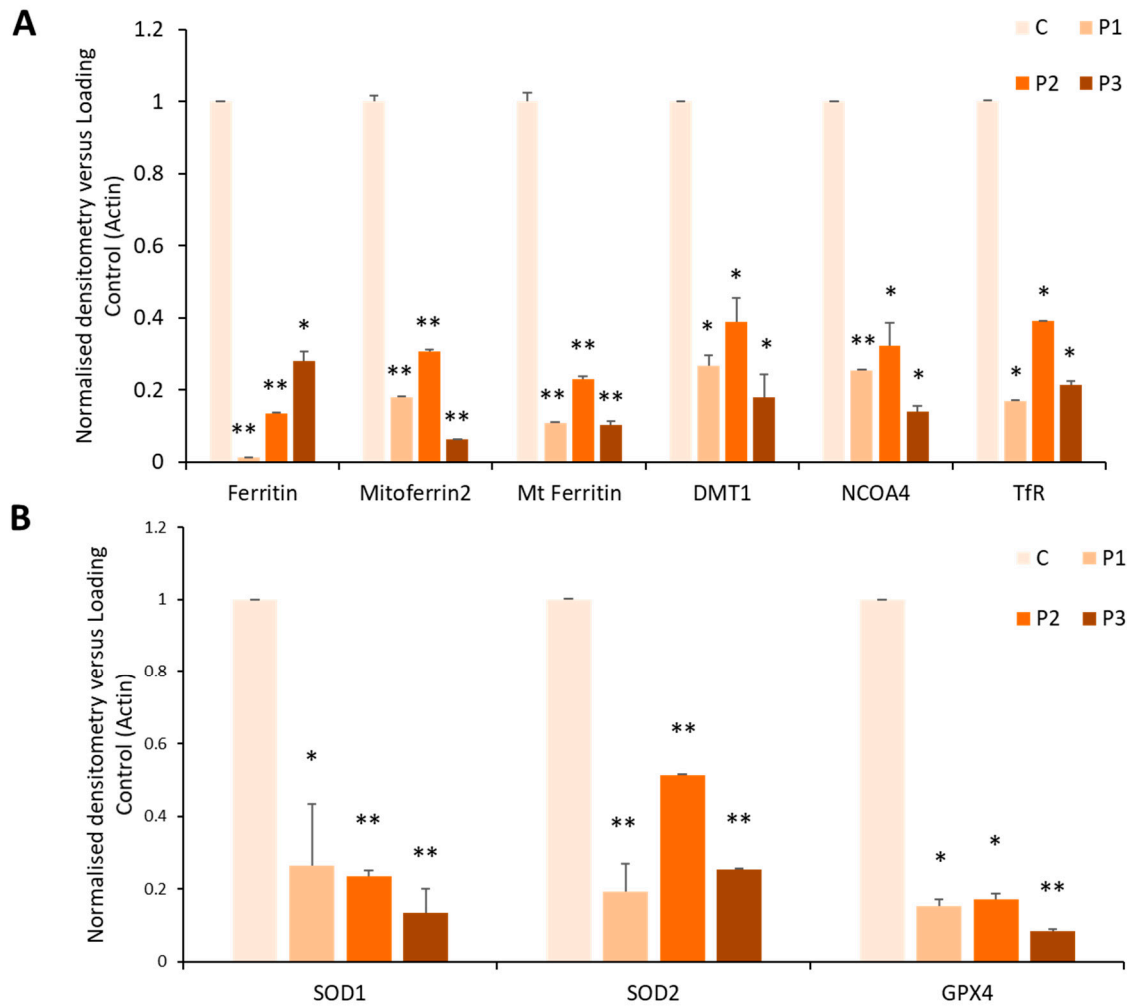 A
Normalised densitometry versus Loading
Control (Actin)
1.2
1
0.8
0.6
0.4
0.2
0
C P1
P2 P3
** ** *
** ** **
** ** **
* * *
** * *
* * *
Ferritin Mitoferrin2 Mt Ferritin DMT1 NCOA4 TfR
B
Normalised densitometry versus Loading
Control (Actin)
1.2
1
0.8
0.6
0.4
0.2
0
C P1
P2 P3
* ** **
** ** **
* * **
SOD1 SOD2 GPX4